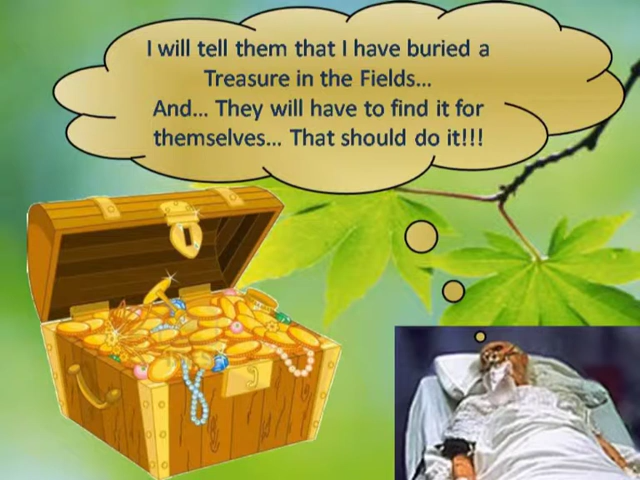 I will tell them that I have buried a
Treasure in the Fields...
And... They will have to find it for
themselves... That should do it!!!